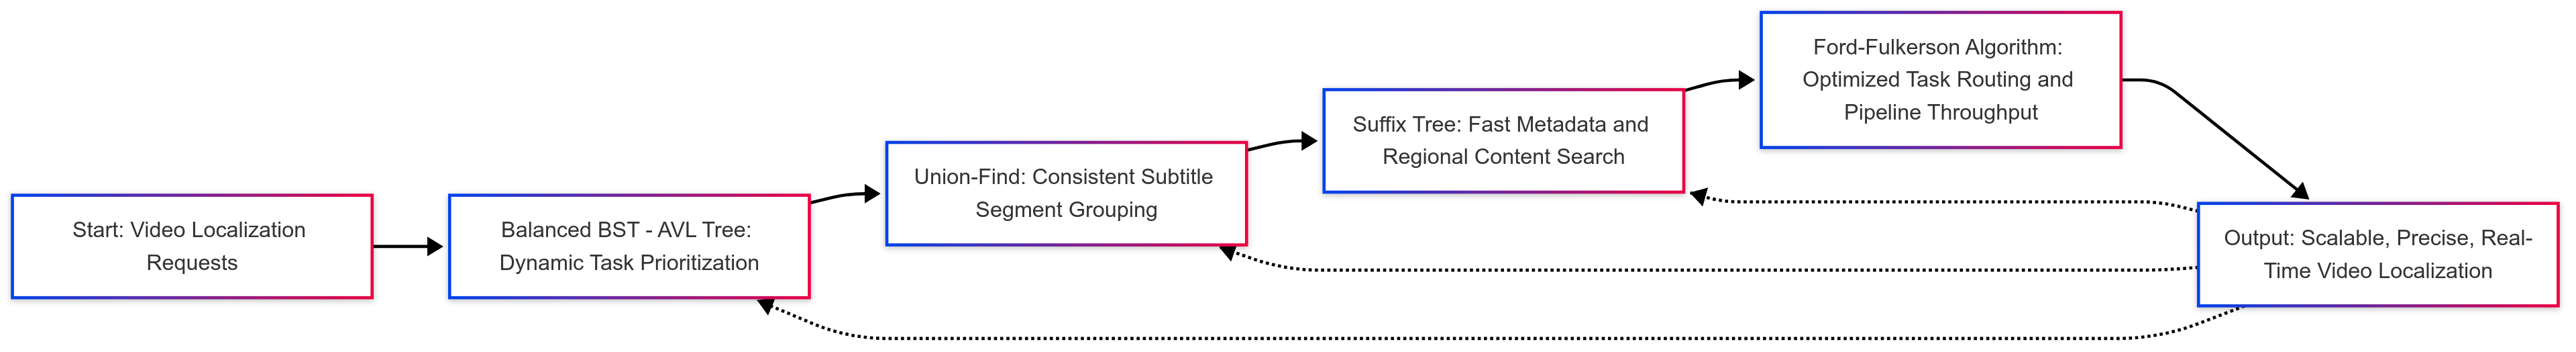 Start: Video Localization
Requests
Balanced BST - AVL Tree:
Dynamic Task Prioritization
Union-Find: Consistent Subtitle
Segment Grouping
Suffix Tree: Fast Metadata and
Regional Content Search
Ford-Fulkerson Algorithm:
Optimized Task Routing and
Pipeline Throughput
Output: Scalable, Precise, Real-
Time Video Localization